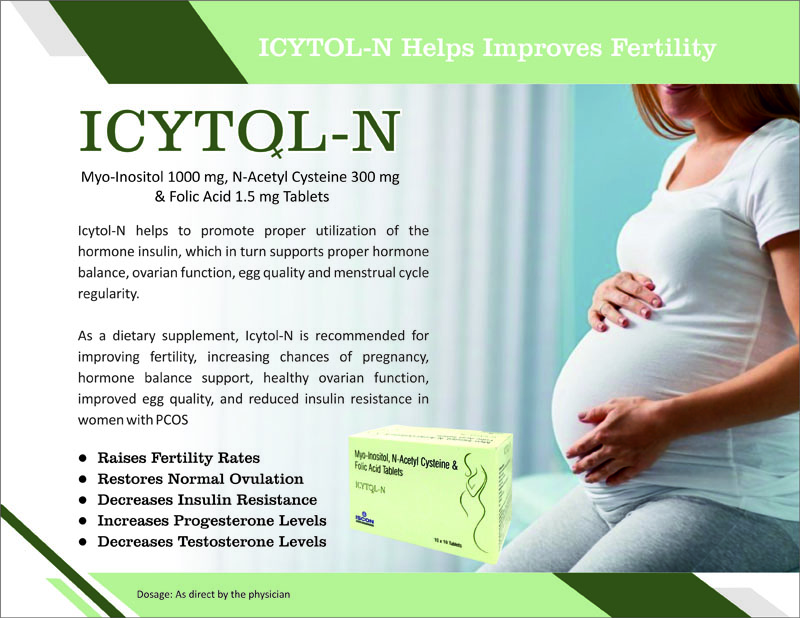 ICYTOL-N Helps Improves Fertility
ICYTOL-N
Myo-Inositol 1000 mg, N-Acetyl Cysteine 300 mg
& Folic Acid 1.5 mg Tablets
Icytol-N helps to promote proper utilization of the
hormone insulin, which in turn supports proper hormone
balance, ovarian function, egg quality and menstrual cycle
regularity.
As a dietary supplement, Icytol-N is recommended for
improving fertility, increasing chances of pregnancy,
hormone balance support, healthy ovarian function,
improved egg quality, and reduced insulin resistance in
women with PCOS
● Raises Fertility Rates
● Restores Normal Ovulation
● Decreases Insulin Resistance
● Increases Progesterone Levels
● Decreases Testosterone Levels
Myo-Inositol, N-Acetyl Cysteine &
Folic Acid Tablets
ICYTOL-N
ISCON
10 x 10 Tablets
Dosage: As direct by the physician